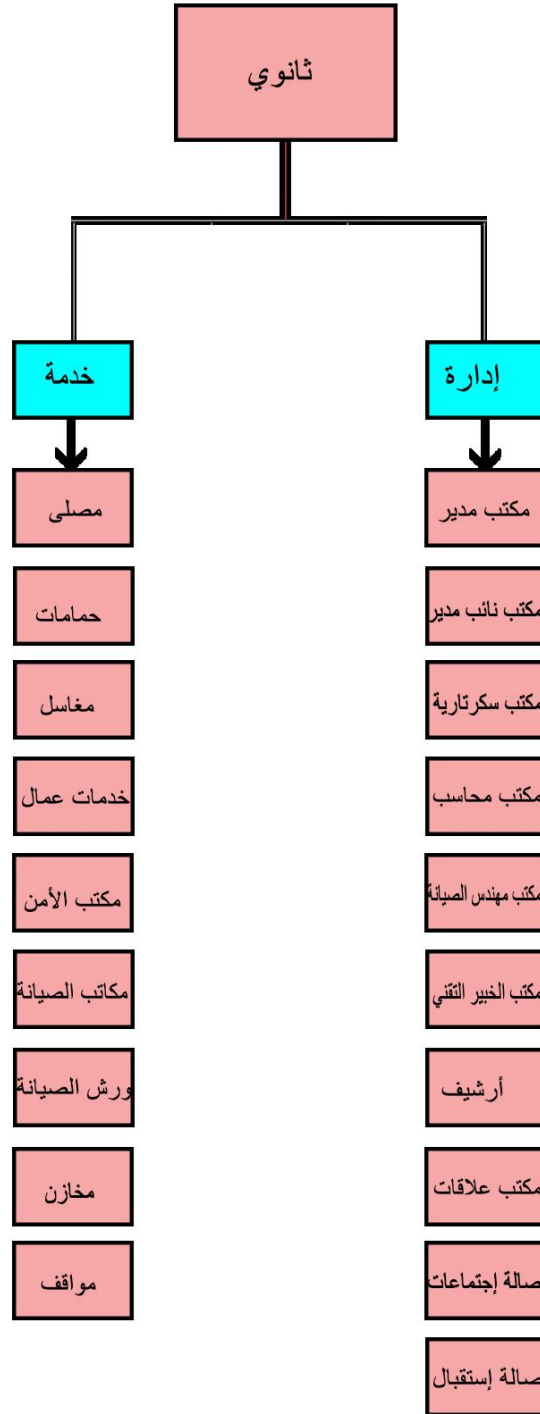 ثانوي
إدارة
مكتب مدير
مكتب نائب مدير
مكتب سكرتارية
مكتب محاسب
مكتب مهندس الصيانة
مكتب الخبير التقني
أرشيف
مكتب علاقات
صالة إجتماعات
صالة إستقبال
خدمة
مصلى
حمامات
مغاسل
خدمات عمال
مكتب الأمن
مكاتب الصيانة
ورش الصيانة
مخازن
مواقف